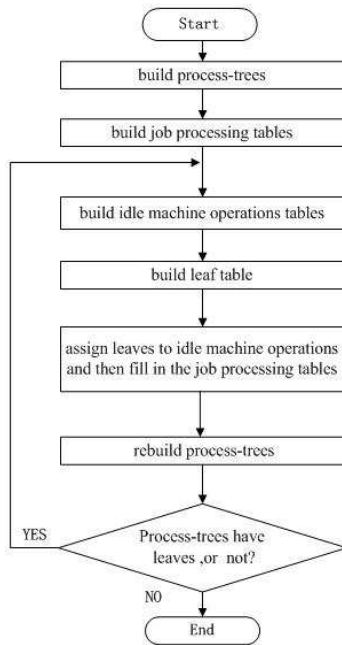 Start
build process-trees
build job processing tables
build idle machine operations tables
build leaf table
assign leaves to idle machine operations
and then fill in the job processing tables
rebuild process-trees
YES
Process-trees have
leaves ,or not?
NO
End